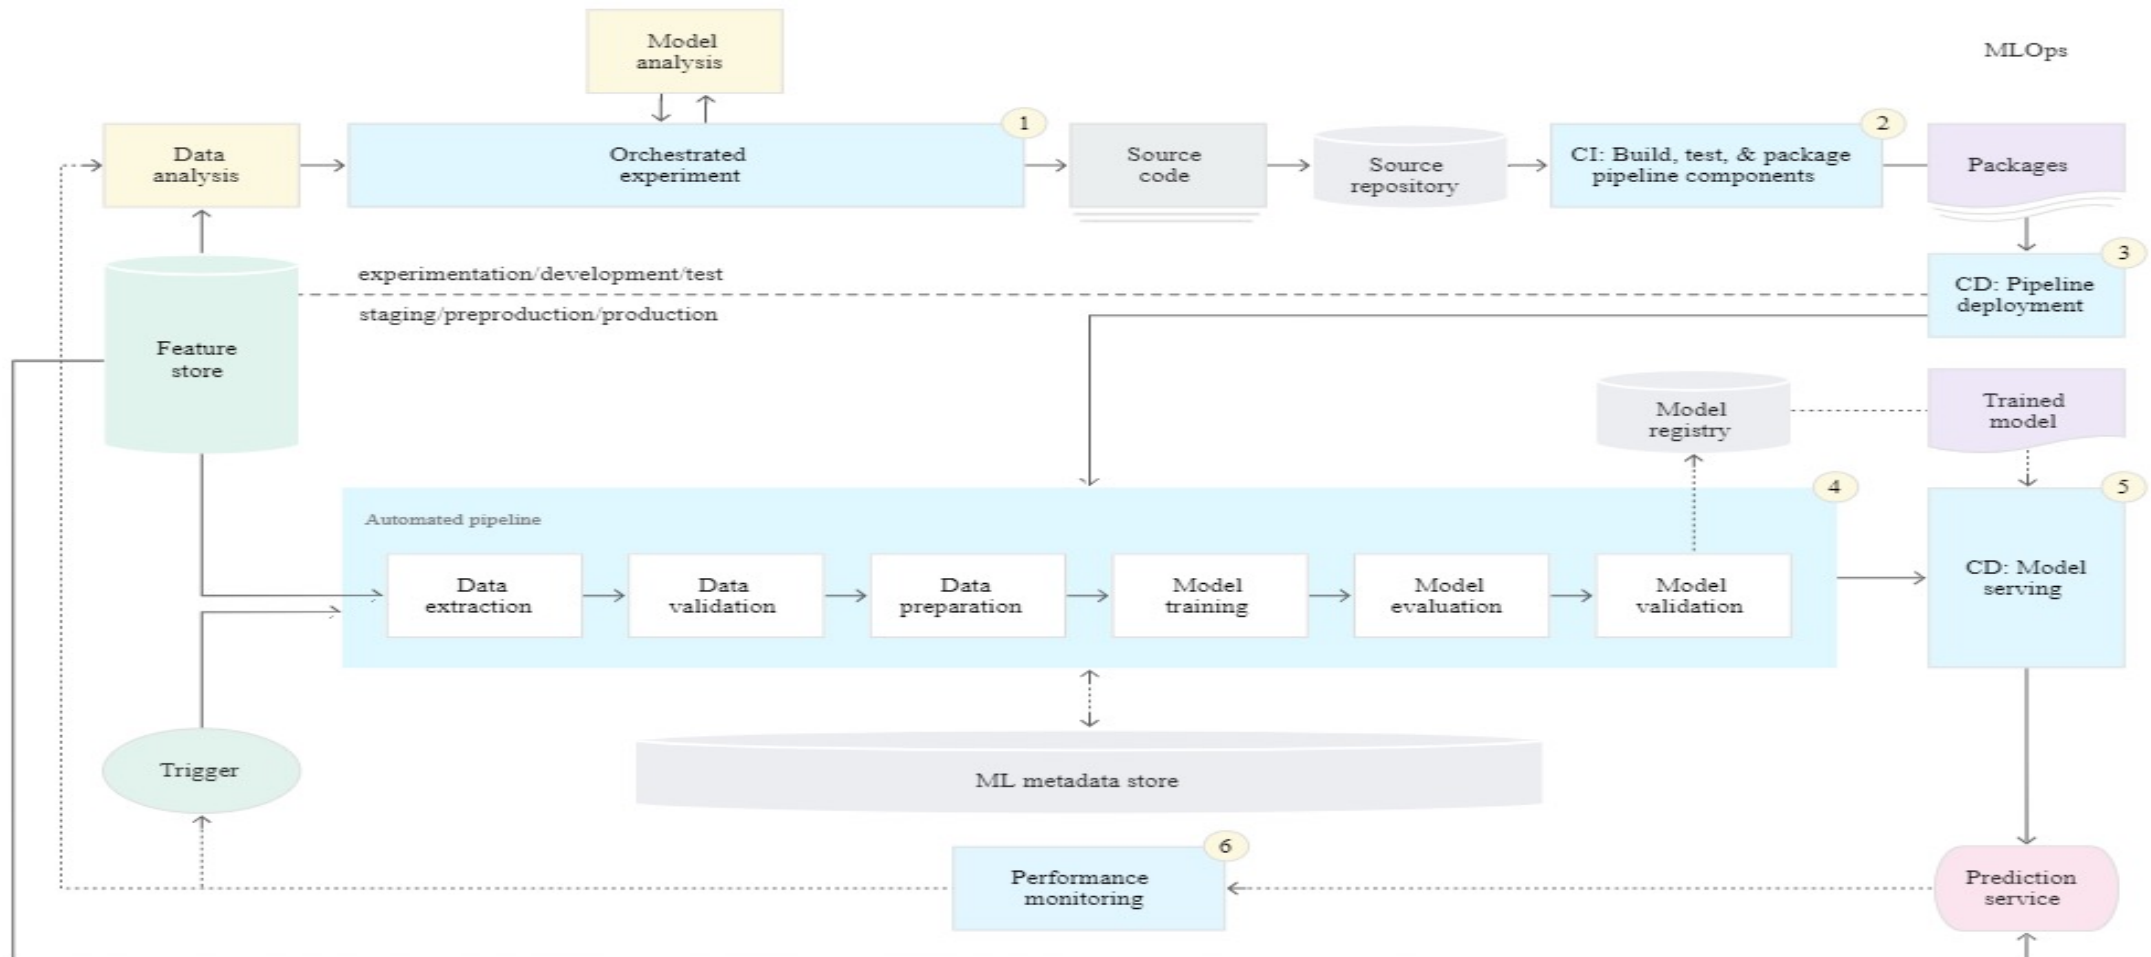 Model
analysis
MLOps
1
2
Data
analysis
Orchestrated
experiment
Source
code
Source
repository
CI: Build, test, & package
pipeline components
Packages
3
experimentation/development/test
staging/preproduction/production
CD: Pipeline
deployment
Feature
store
Model
registry
Trained
model
4
5
Automated pipeline
Data
extraction
Data
validation
Data
preparation
Model
training
Model
evaluation
Model
validation
CD: Model
serving
Trigger
ML metadata store
6
Performance
monitoring
Prediction
service